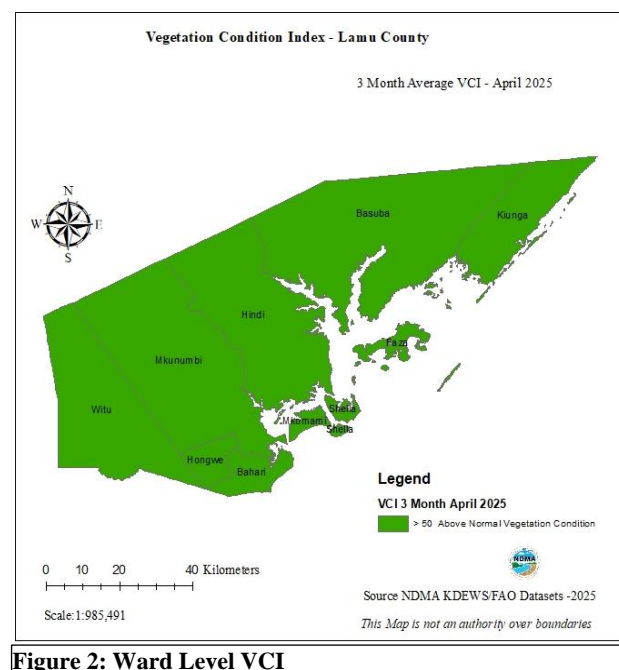 Vegetation Condition Index - Lamu County
3 Month Average VCI - April 2025
N
W E
S
Basuba
Kiunga
Hindi
Faza
Mkunumbi
Witu
Shella
Mkomami
Shella
Hongwe
Bahari
Legend
VCI 3 Month April 2025
> 50 Above Normal Vegetation Condition
NDMA
0 10 20 40 Kilometers
Scale:1:985,491
Source NDMA KDEWS/FAO Datasets -2025
This Map is not an authority over boundaries
Figure 2: Ward Level VCI